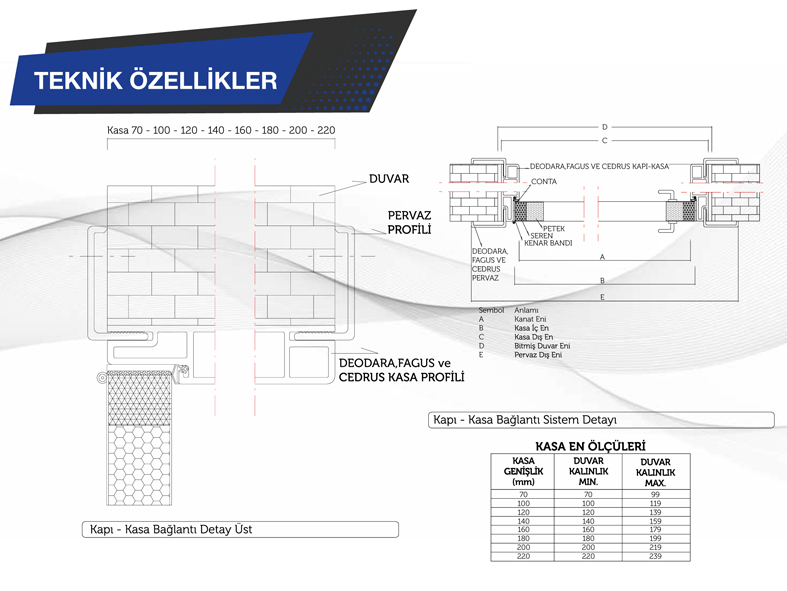 TEKNİK ÖZELLİKLER
Kasa 70 - 100 - 120 - 140 - 160 - 180 - 200 - 220
DUVAR
PERVAZ
PROFİLİ
DEODARA,FAGUS ve
CEDRUS KASA PROFİLİ
Kapı - Kasa Bağlantı Detay Üst
D
C
DEODARA,FAGUS VE CEDRUS KAPI-KASA
CONTA
PETEK
SEREN
KENAR BANDI
DEODARA,
FAGUS VE
CEDRUS
PERVAZ
A
B
E
Sembol Anlamı
A Kanat Eni
B Kasa İç En
C Kasa Dış En
D Bitmiş Duvar Eni
E Pervaz Dış Eni
Kapı - Kasa Bağlantı Sistem Detayı
KASA EN ÖLÇÜLERİ
KASA GENİŞLİK (mm) DUVAR KALINLIK MIN. DUVAR KALINLIK MAX.
70 70 99
100 100 119
120 120 139
140 140 159
160 160 179
180 180 199
200 200 219
220 220 239